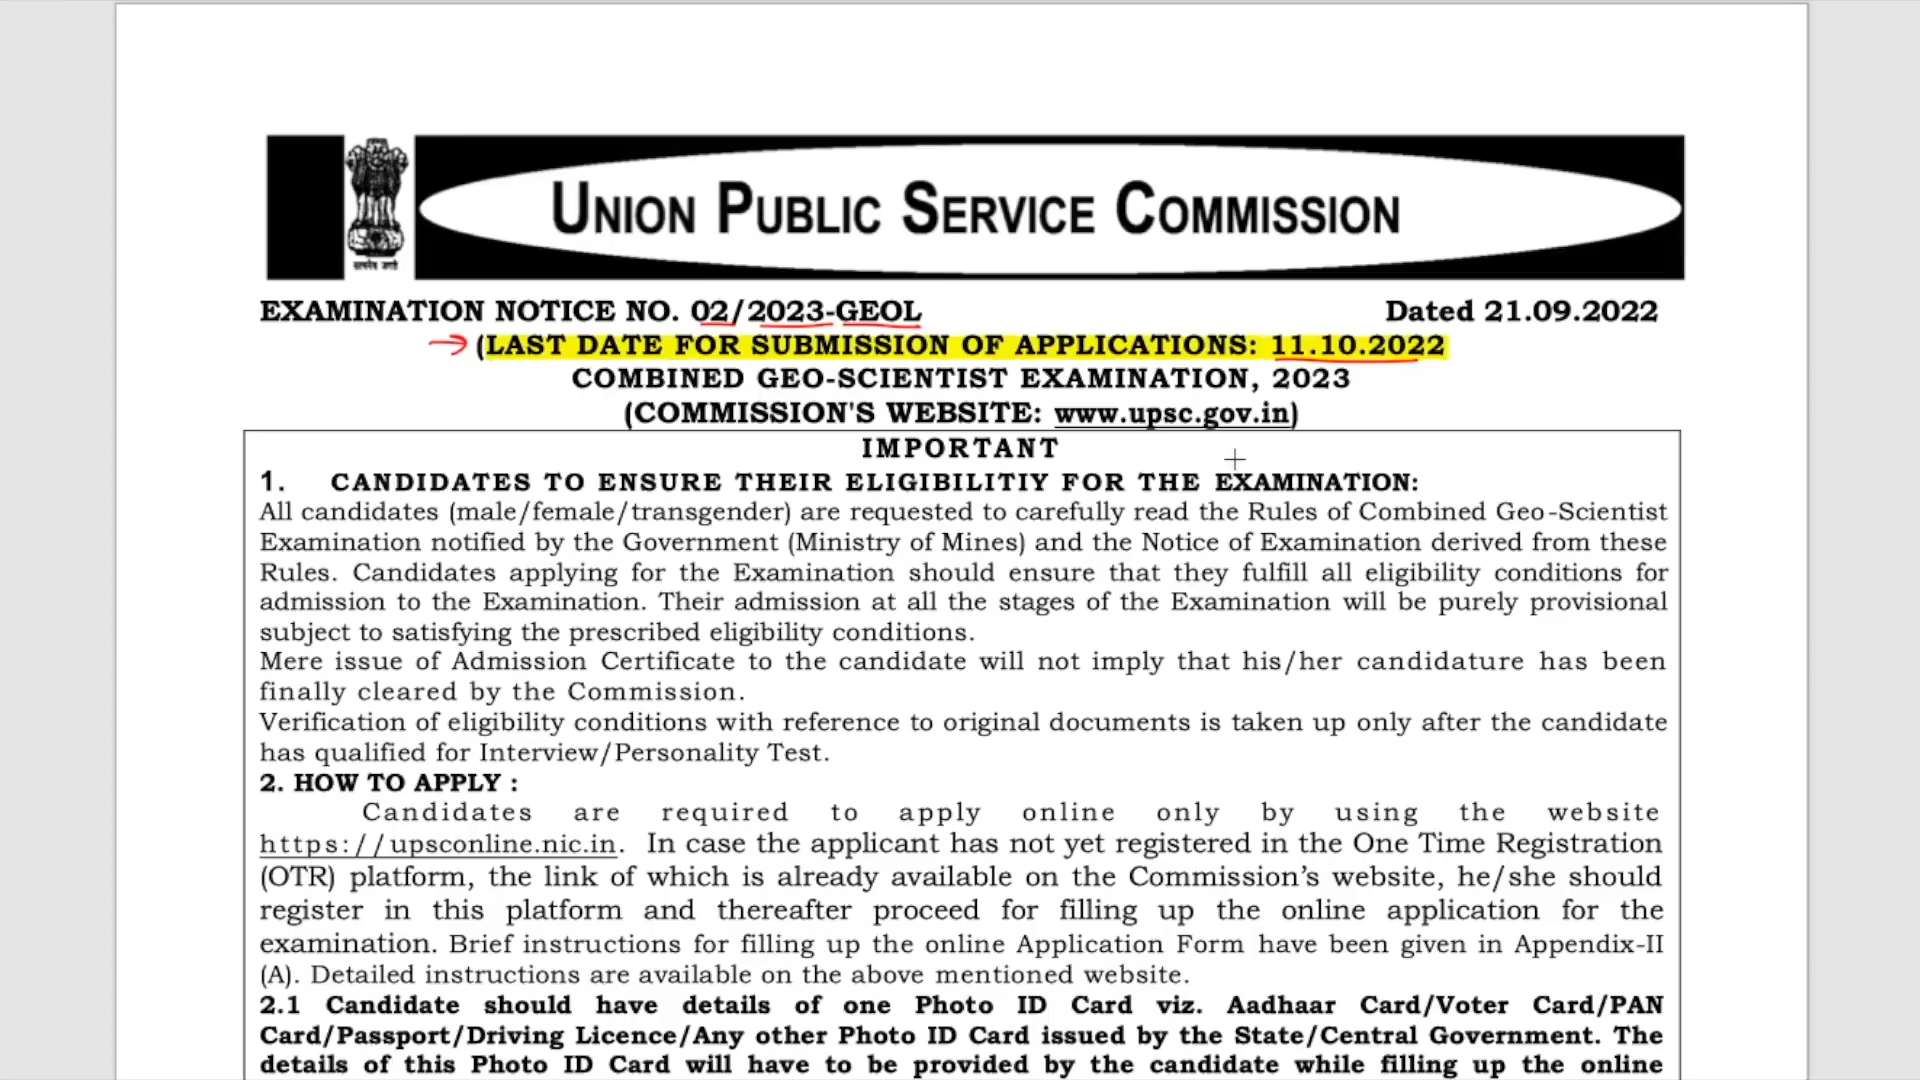 UNION PUBLIC SERVICE COMMISSION
सत्यमेव जयते
EXAMINATION NOTICE NO. 02/2023-GEOL Dated 21.09.2022
(LAST DATE FOR SUBMISSION OF APPLICATIONS: 11.10.2022
COMBINED GEO-SCIENTIST EXAMINATION, 2023
(COMMISSION'S WEBSITE: www.upsc.gov.in)
IMPORTANT
1. CANDIDATES TO ENSURE THEIR ELIGIBILITIY FOR THE EXAMINATION:
All candidates (male/female/transgender) are requested to carefully read the Rules of Combined Geo-Scientist
Examination notified by the Government (Ministry of Mines) and the Notice of Examination derived from these
Rules. Candidates applying for the Examination should ensure that they fulfill all eligibility conditions for
admission to the Examination. Their admission at all the stages of the Examination will be purely provisional
subject to satisfying the prescribed eligibility conditions.
Mere issue of Admission Certificate to the candidate will not imply that his/her candidature has been
finally cleared by the Commission.
Verification of eligibility conditions with reference to original documents is taken up only after the candidate
has qualified for Interview/Personality Test.
2. HOW TO APPLY :
Candidates are required to apply online only by using the website
https://upsconline.nic.in. In case the applicant has not yet registered in the One Time Registration
(OTR) platform, the link of which is already available on the Commission’s website, he/she should
register in this platform and thereafter proceed for filling up the online application for the
examination. Brief instructions for filling up the online Application Form have been given in Appendix-II
(A). Detailed instructions are available on the above mentioned website.
2.1 Candidate should have details of one Photo ID Card viz. Aadhaar Card/Voter Card/PAN
Card/Passport/Driving Licence/Any other Photo ID Card issued by the State/Central Government. The
details of this Photo ID Card will have to be provided by the candidate while filling up the online